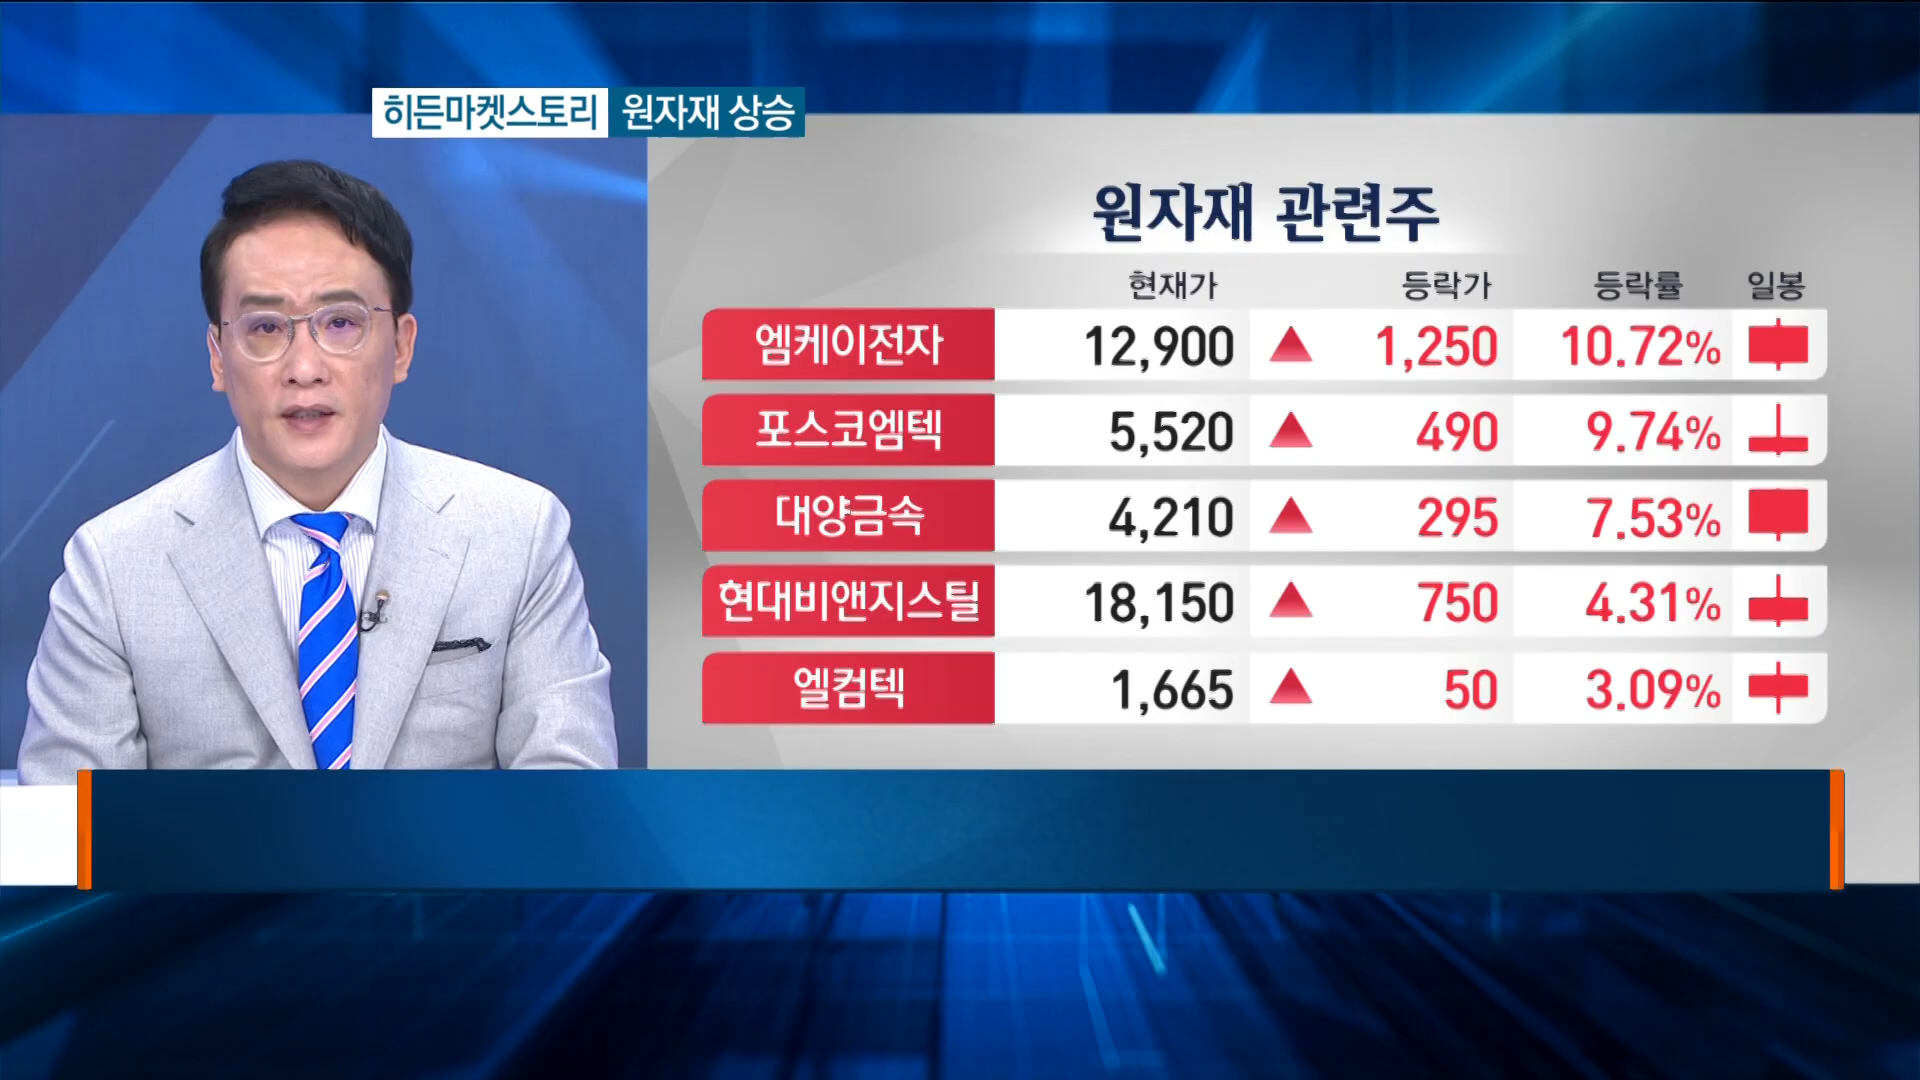 히든마켓스토리 원자재 상승
원자재 관련주
현재가 등락가 등락률 일봉
엠케이전자 12,900 ▲ 1,250 10.72%
포스코엠텍 5,520 ▲ 490 9.74%
대양금속 4,210 ▲ 295 7.53%
현대비앤지스틸 18,150 ▲ 750 4.31%
엘컴텍 1,665 ▲ 50 3.09%